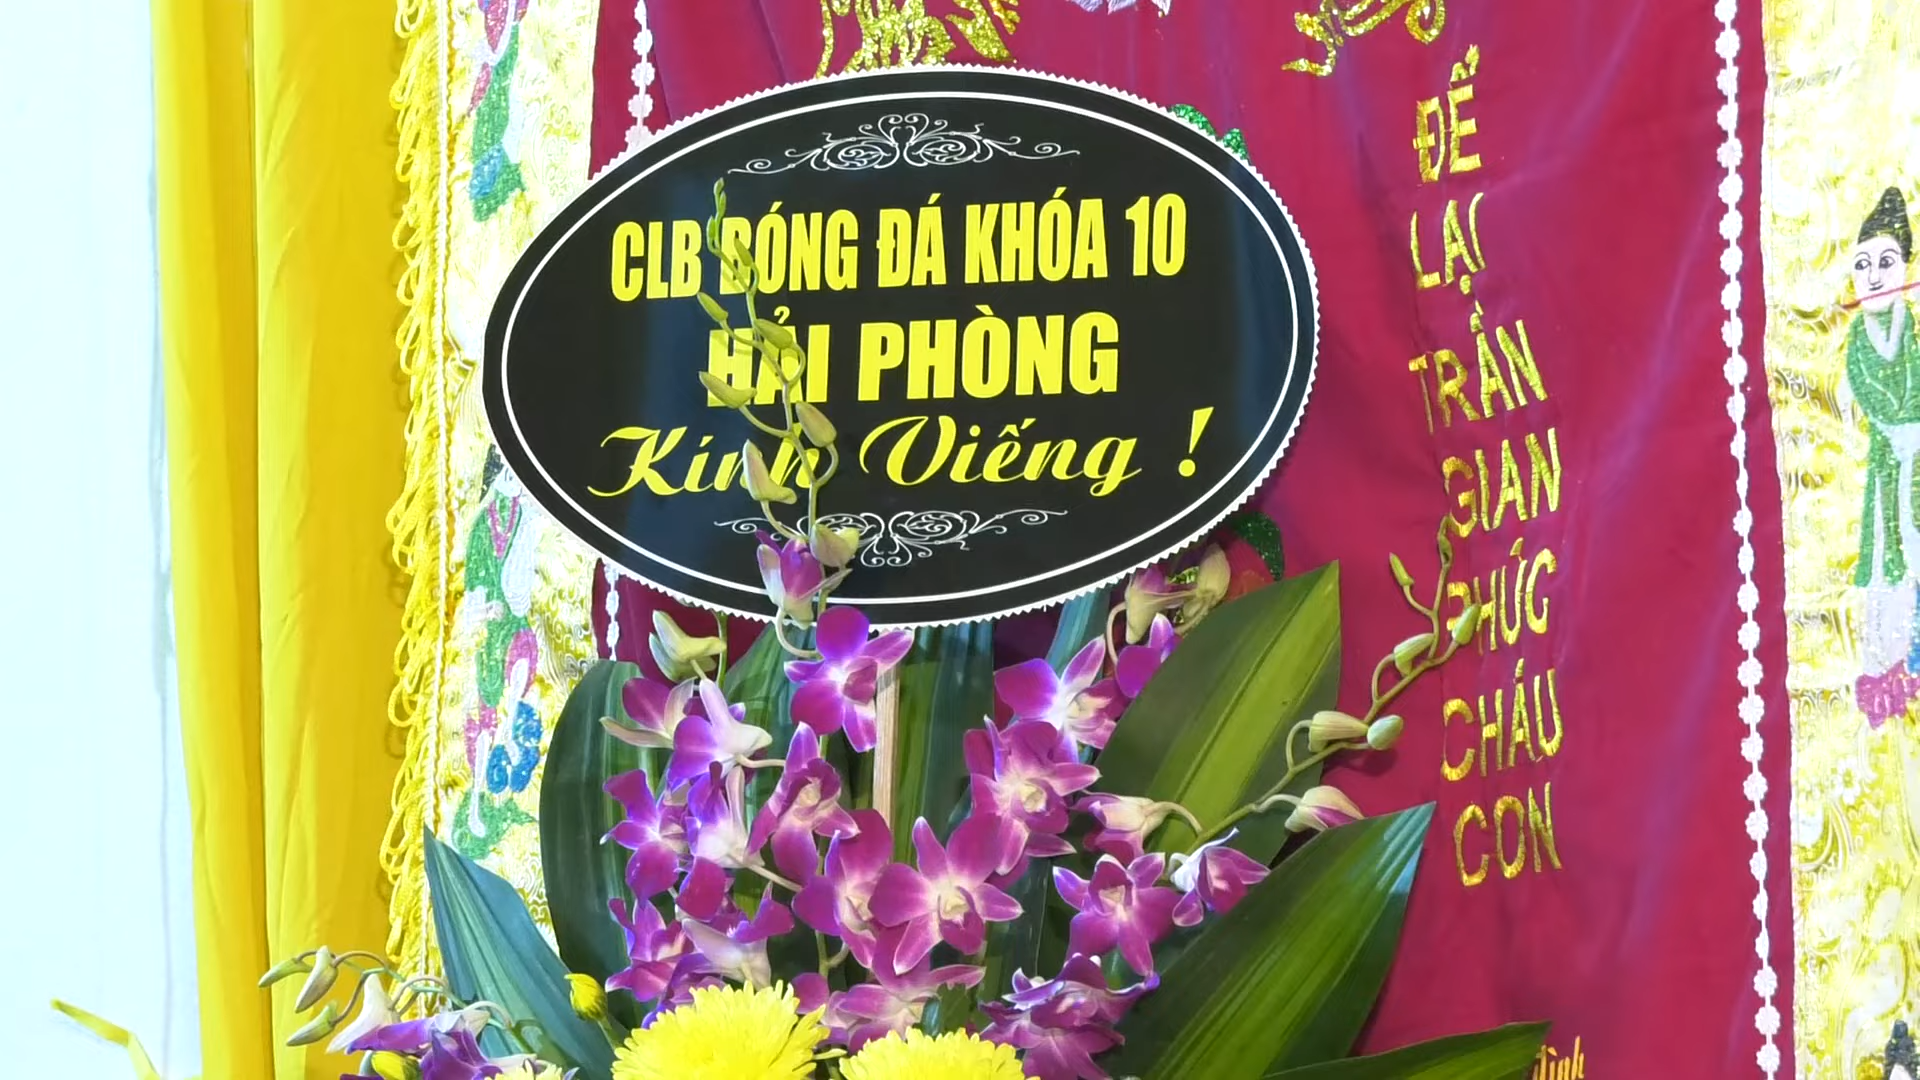 CLB BÓNG ĐÁ KHÓA 10
HẢI PHÒNG
Kính Viếng !
ĐỂ
LẠI
TRẦN
GIAN
PHÚC
CHÁU
CON